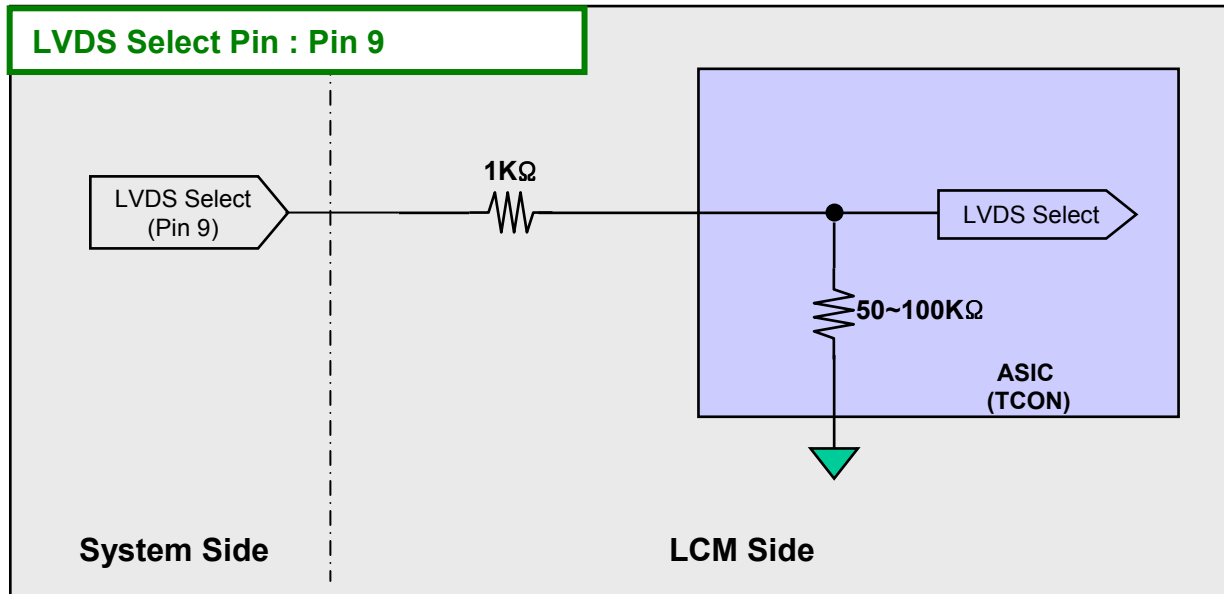 LVDS Select Pin : Pin 9
1KΩ
LVDS Select
(Pin 9)
LVDS Select
50~100KΩ
ASIC
(TCON)
System Side
LCM Side